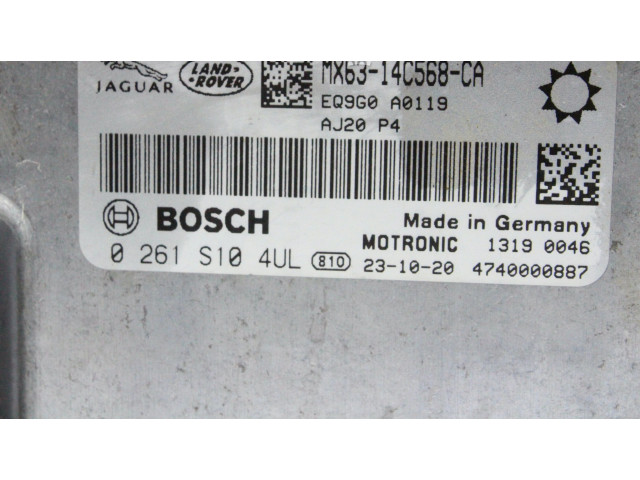 JAGUAR
LAND-
ROVER
MX63-14C568-CA
EQ9G0 A0119
AJ20 P4
BOSCH
Made in Germany
MOTRONIC 1319 0046
0 261 S10 4UL 810 23-10-20 4740000887